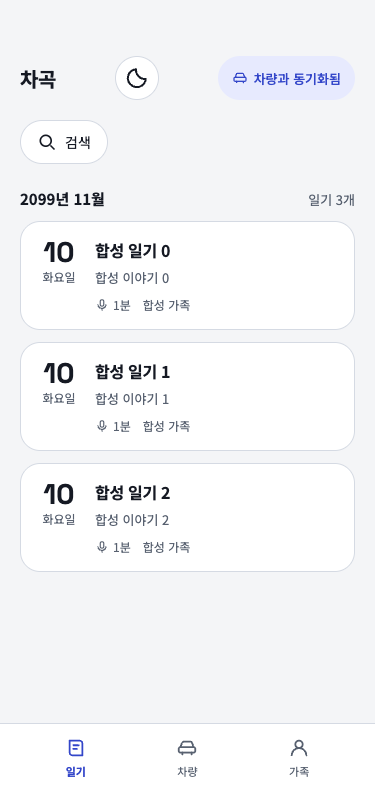 차곡
차량과 동기화됨
검색
2099년 11월
일기 3개
10
화요일
합성 일기 0
합성 이야기 0
1분 합성 가족
10
화요일
합성 일기 1
합성 이야기 1
1분 합성 가족
10
화요일
합성 일기 2
합성 이야기 2
1분 합성 가족
일기
차량
가족